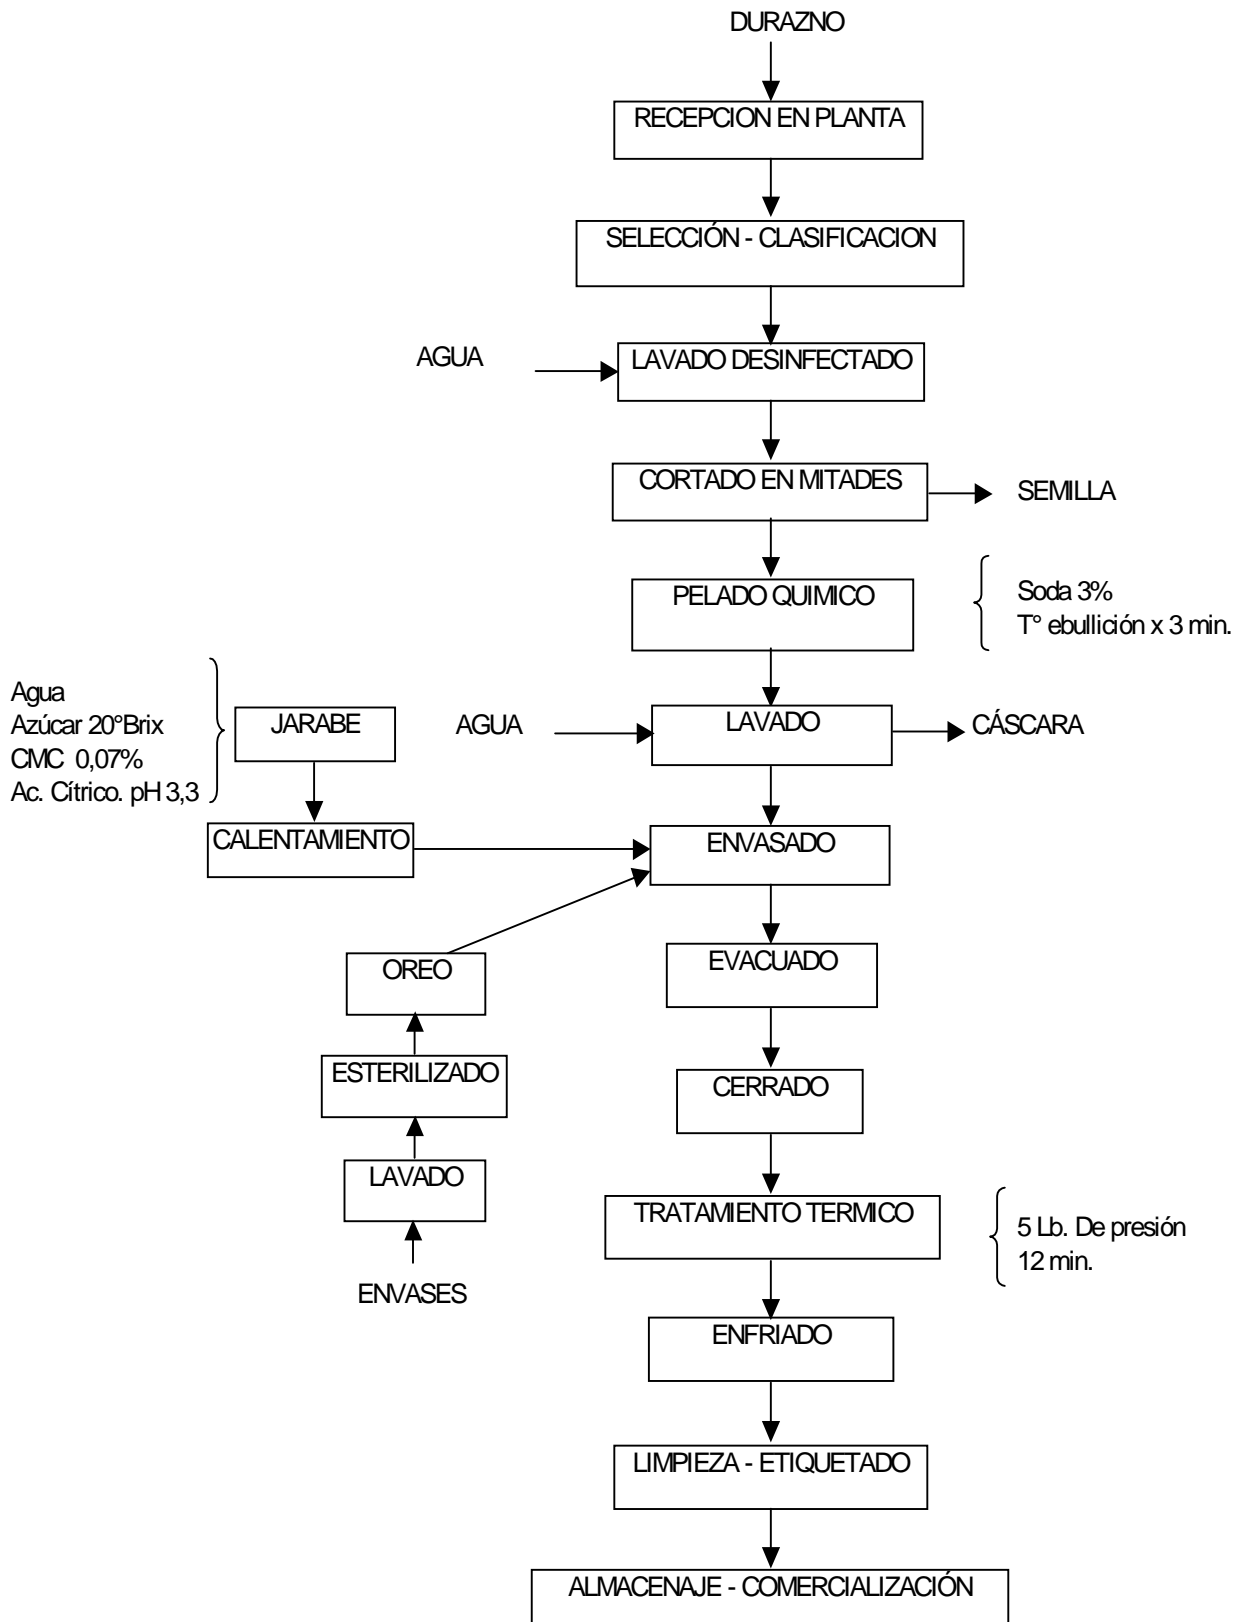 DURAZNO
RECEPCION EN PLANTA
SELECCIÓN - CLASIFICACION
AGUA
LAVADO DESINFECTADO
CORTADO EN MITADES
SEMILLA
PELADO QUIMICO
Soda 3%
T° ebullición x 3 min.
Agua
Azúcar 20°Brix
CMC 0,07%
Ac. Cítrico. pH 3,3
JARABE
AGUA
LAVADO
CÁSCARA
CALENTAMIENTO
ENVASADO
OREO
EVACUADO
ESTERILIZADO
CERRADO
LAVADO
ENVASES
TRATAMIENTO TERMICO
5 Lb. De presión
12 min.
ENFRIADO
LIMPIEZA - ETIQUETADO
ALMACENAJE - COMERCIALIZACIÓN